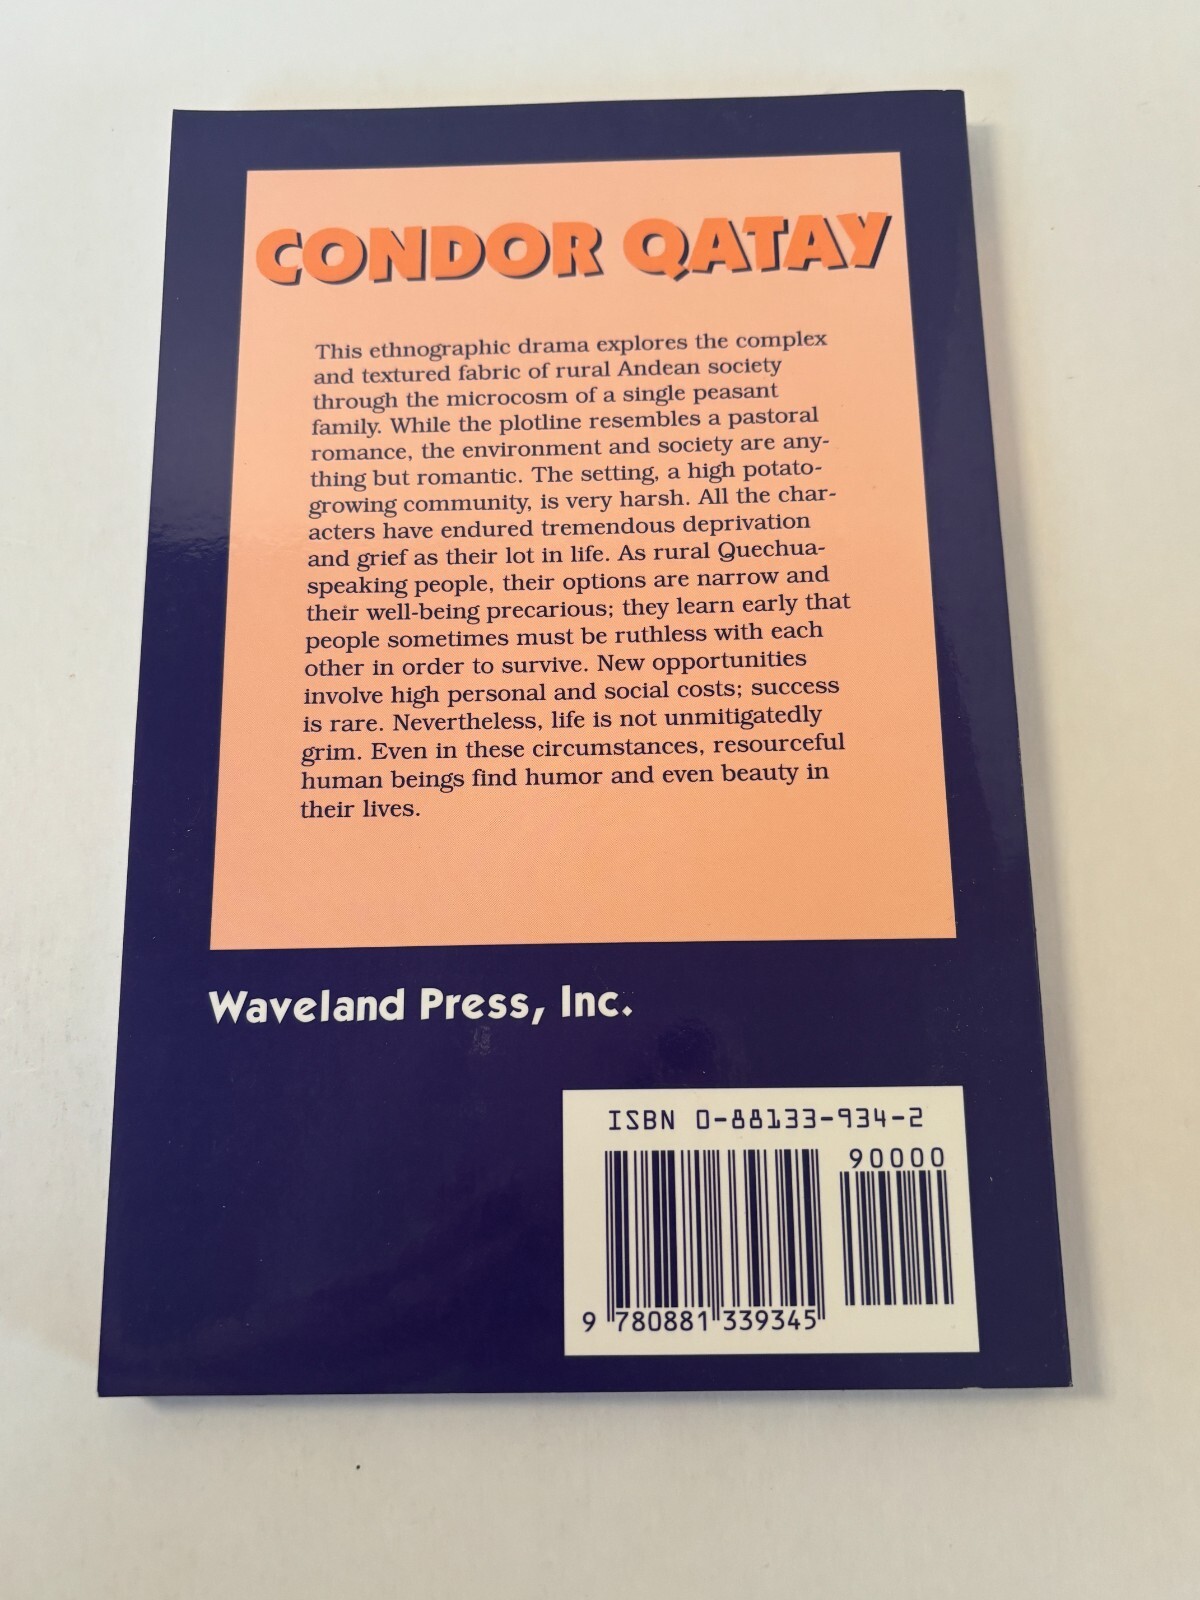 CONDOR QATAY
This ethnographic drama explores the complex
and textured fabric of rural Andean society
through the microcosm of a single peasant
family. While the plotline resembles a pastoral
romance, the environment and society are any-
thing but romantic. The setting, a high potato-
growing community, is very harsh. All the char-
acters have endured tremendous deprivation
and grief as their lot in life. As rural Quechua-
speaking people, their options are narrow and
their well-being precarious; they learn early that
people sometimes must be ruthless with each
other in order to survive. New opportunities
involve high personal and social costs; success
is rare. Nevertheless, life is not unmitigatedly
grim. Even in these circumstances, resourceful
human beings find humor and even beauty in
their lives.
Waveland Press, Inc.
ISBN 0-88133-934-2
90000
9 780881 339345